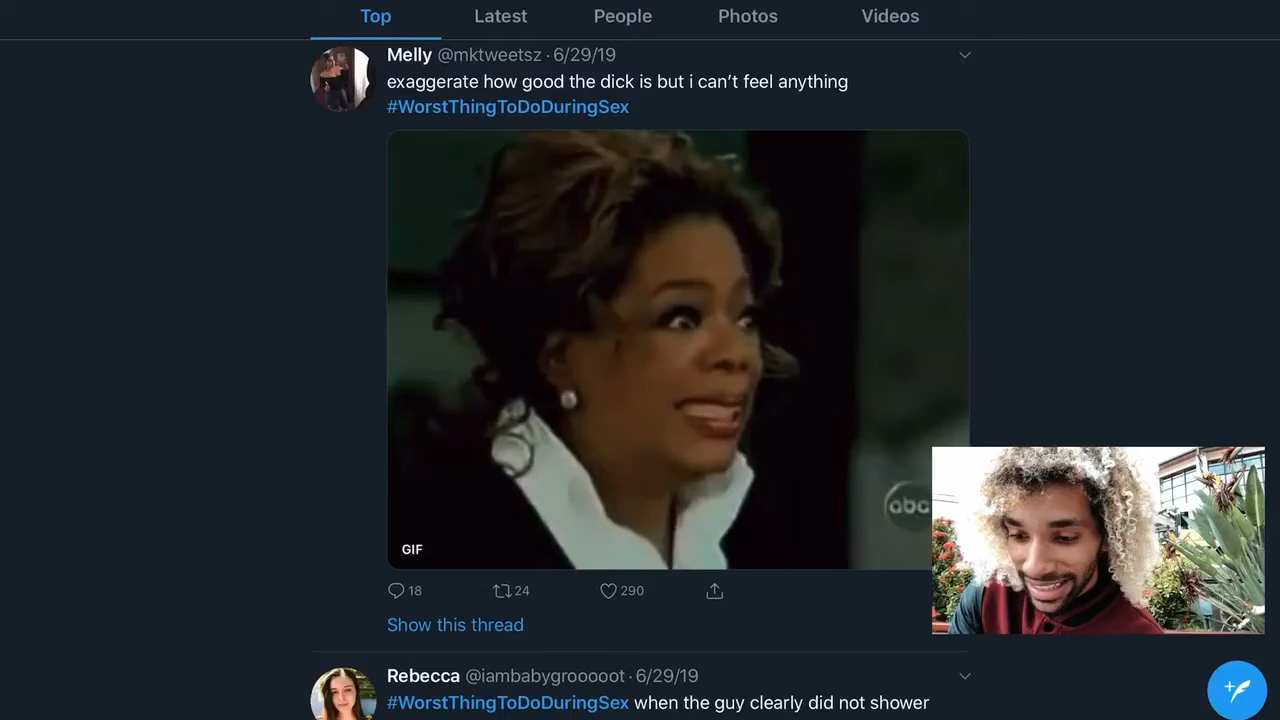 Top Latest People Photos Videos
Melly @mktweetsz · 6/29/19
exaggerate how good the dick is but i can’t feel anything
#WorstThingToDoDuringSex
abc
GIF
18 24 290
Show this thread
Rebecca @iambabygrooooot · 6/29/19
#WorstThingToDoDuringSex when the guy clearly did not shower